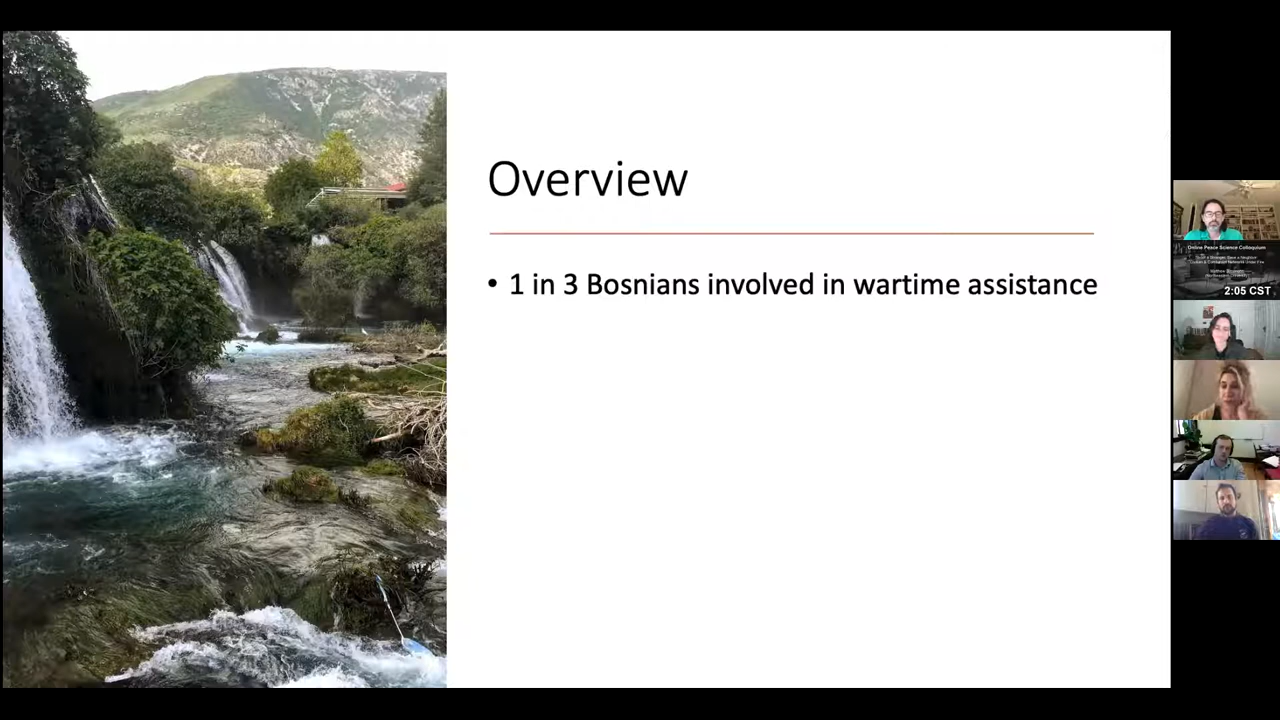 Overview
• 1 in 3 Bosnians involved in wartime assistance
Online Peace Science Colloquium
2:05 CST